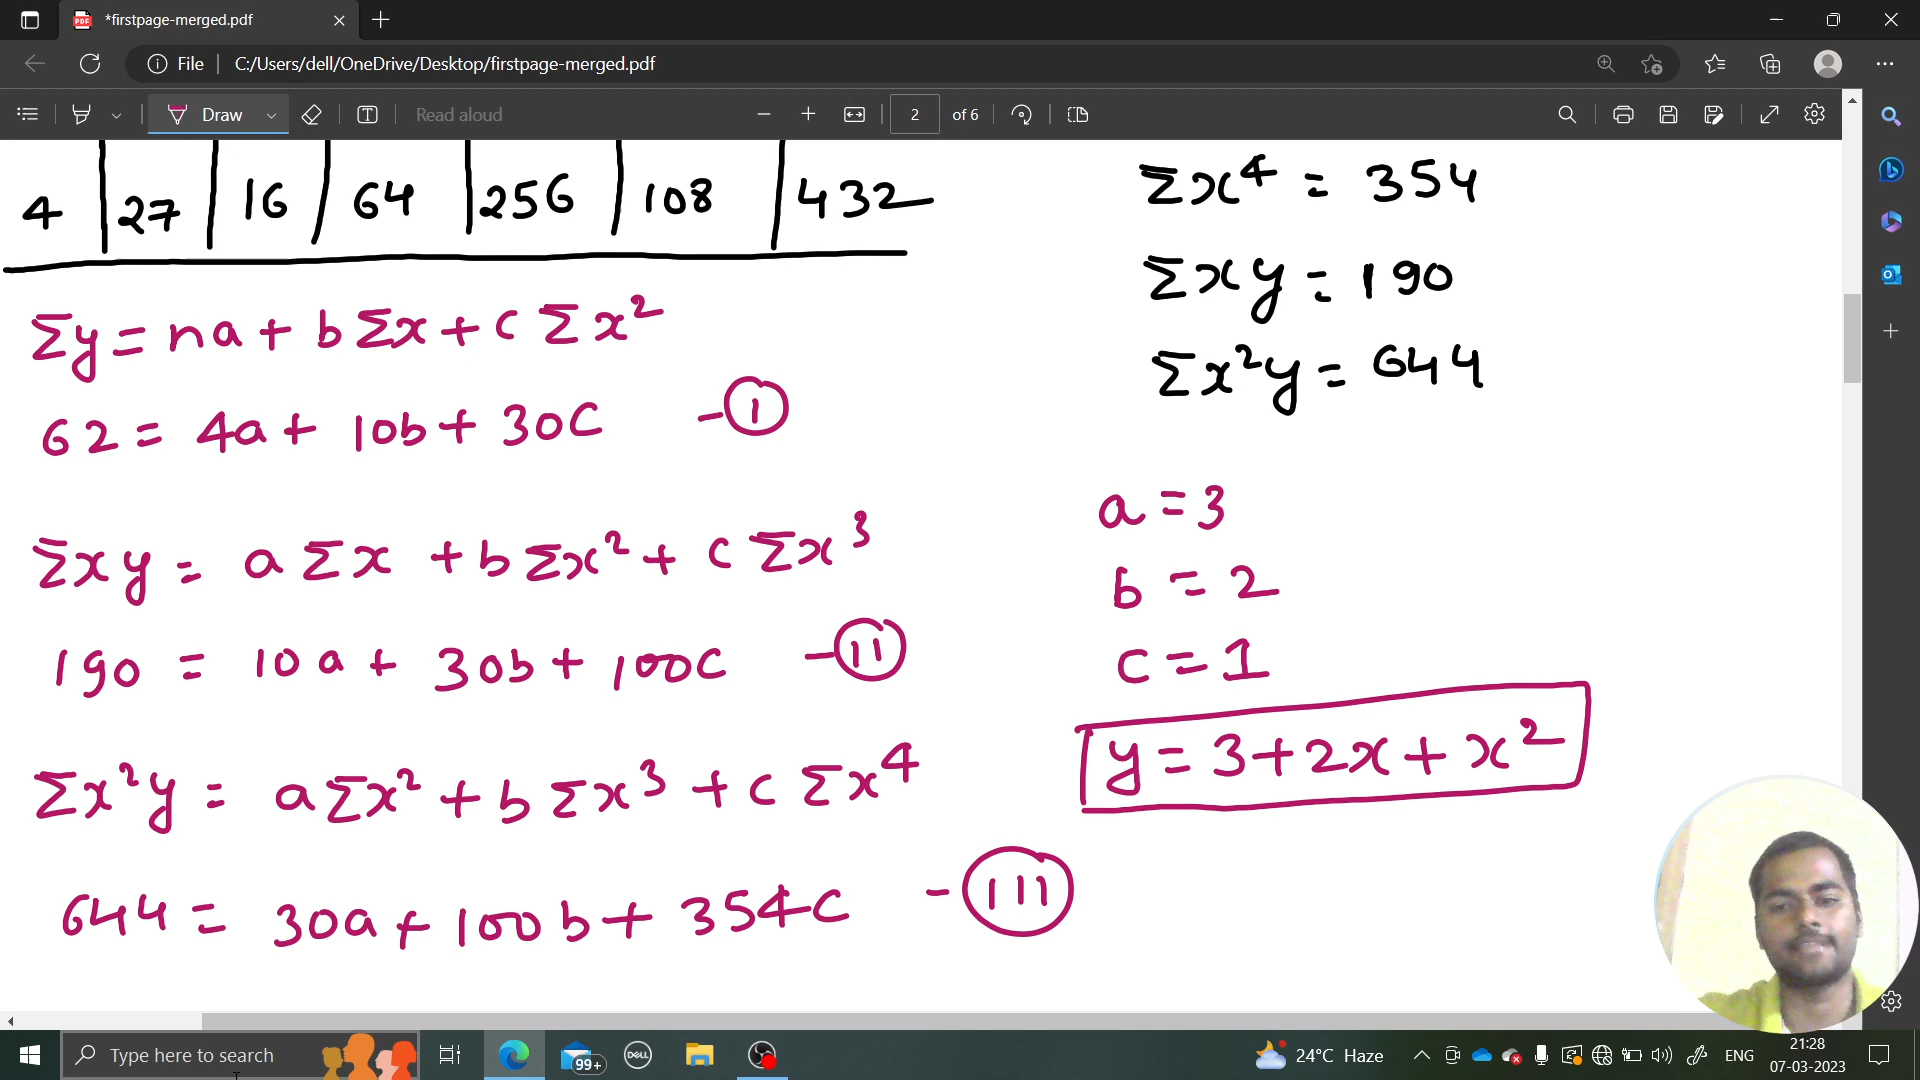 *firstpage-merged.pdf
File C:/Users/dell/OneDrive/Desktop/firstpage-merged.pdf
Draw Read aloud 2 of 6
4 27 16 64 256 108 432
Σx⁴ = 354
Σxy = 190
Σx²y = 644
Σy = na + bΣx + cΣx²
62 = 4a + 10b + 30c - I
Σxy = aΣx + bΣx² + cΣx³
190 = 10a + 30b + 100c - II
Σx²y = aΣx² + bΣx³ + cΣx⁴
644 = 30a + 100b + 354c - III
a = 3
b = 2
c = 1
y = 3 + 2x + x²
Type here to search
99+
DELL
24°C Haze
ENG
21:28
07-03-2023